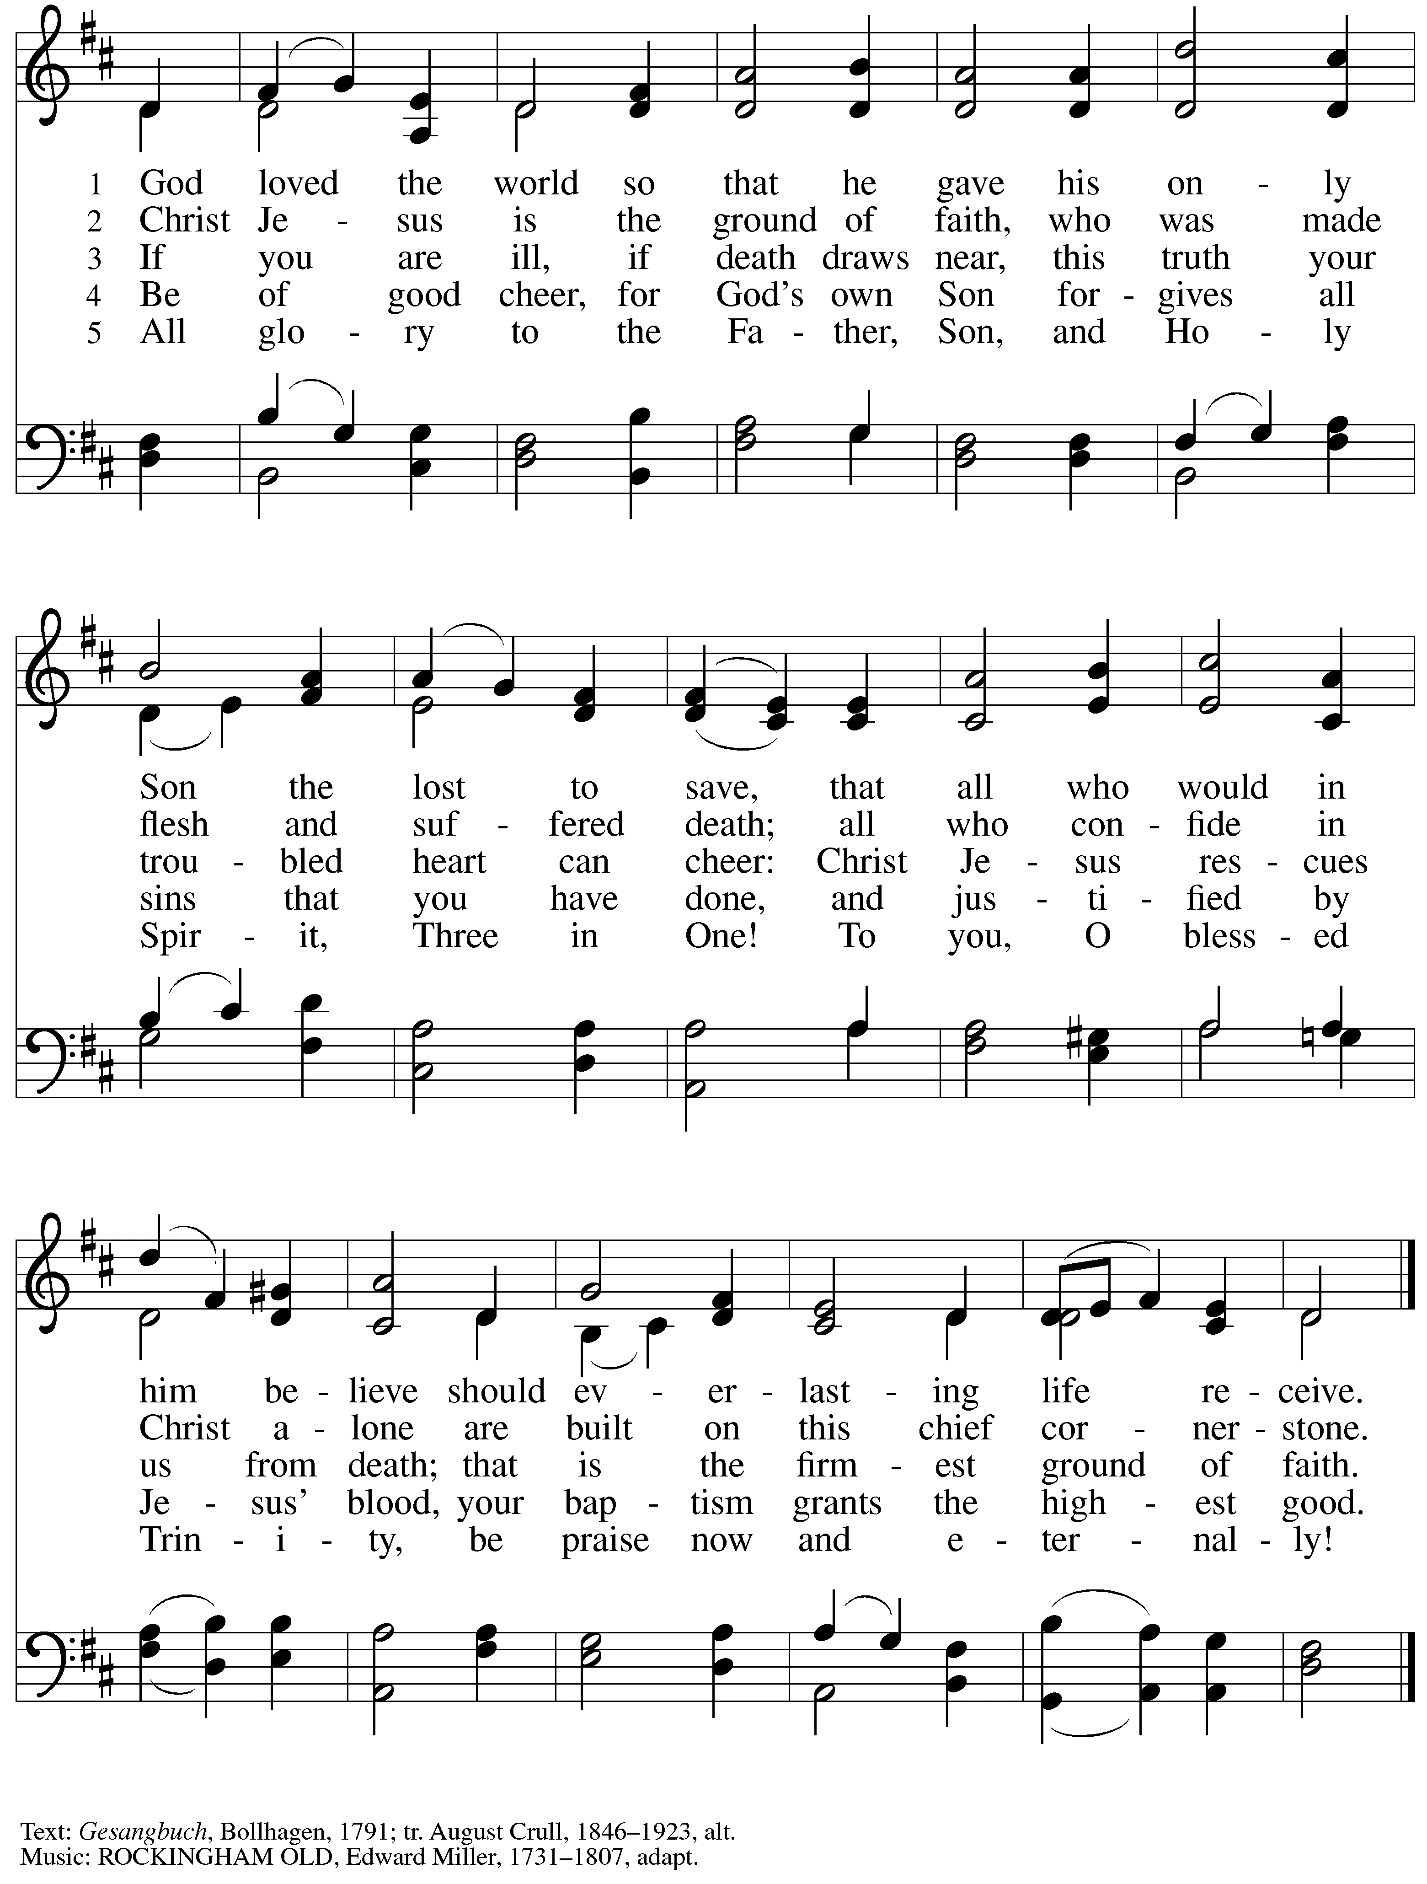 1 God loved the world so that he gave his on - ly
2 Christ Je - sus is the ground of faith, who was made
3 If you are ill, if death draws near, this truth your
4 Be of good cheer, for God's own Son for - gives all
5 All glo - ry to the Fa - ther, Son, and Ho - ly
Son the lost to save, that all who would in
flesh and suf - fered death; all who con - fide in
trou - bled heart can cheer: Christ Je - sus res - cues
sins that you have done, and jus - ti - fied by
Spir - it, Three in One! To you, O bless - ed
him be - lieve should ev - er - last - ing life re - ceive.
Christ a - lone are built on this chief cor - ner - stone.
us from death; that is the firm - est ground of faith.
Je - sus' blood, your bap - tism grants the high - est good.
Trin - i - ty, be praise now and e - ter - nal - ly!
Text: Gesangbuch, Bollhagen, 1791; tr. August Crull, 1846–1923, alt.
Music: ROCKINGHAM OLD, Edward Miller, 1731–1807, adapt.